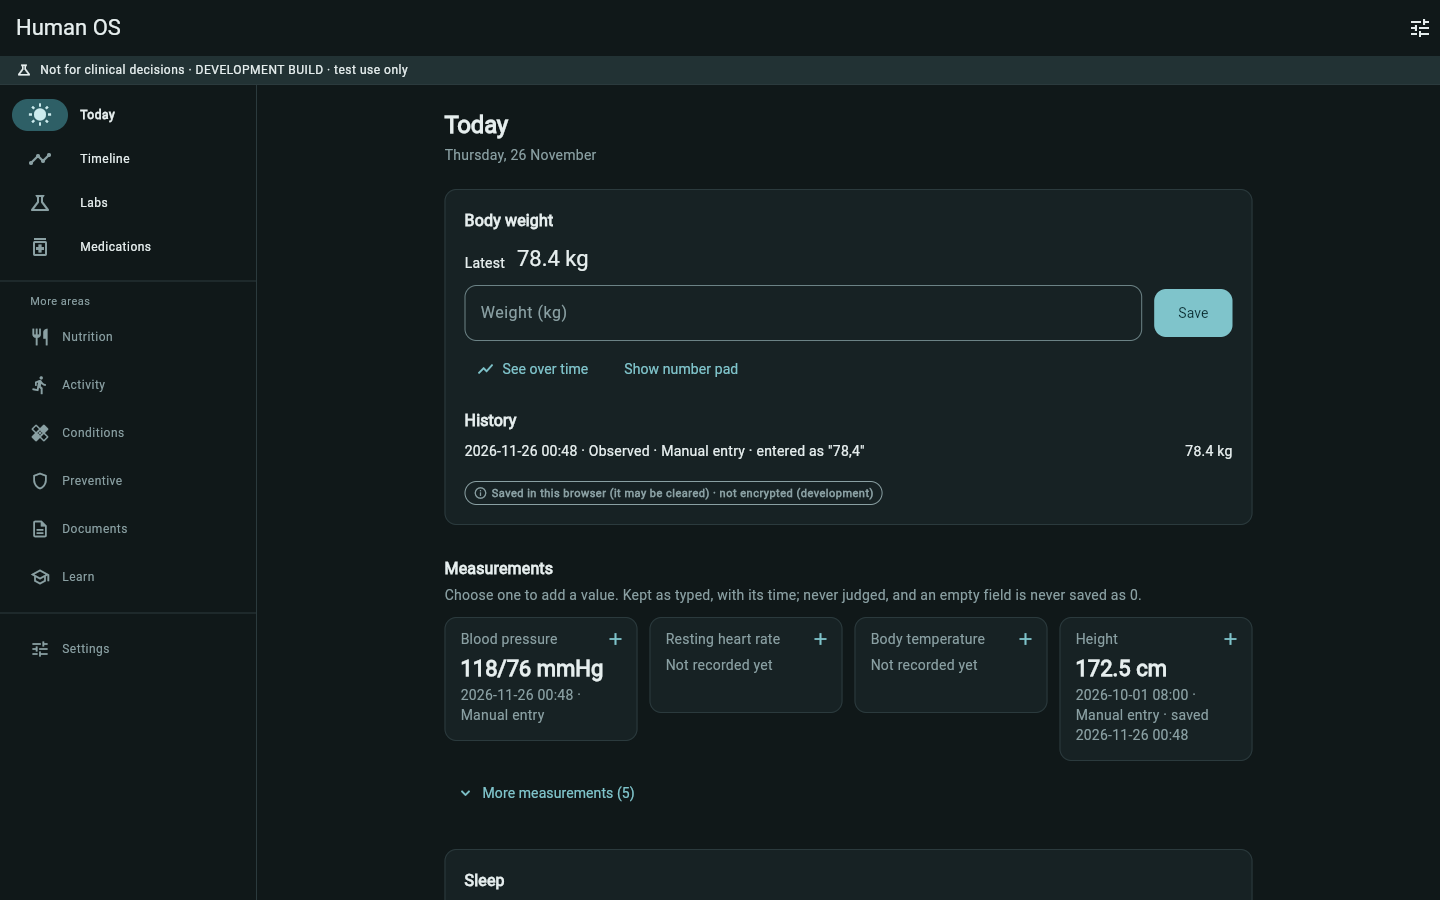 Human OS
Not for clinical decisions · DEVELOPMENT BUILD · test use only
Today
Timeline
Labs
Medications
More areas
Nutrition
Activity
Conditions
Preventive
Documents
Learn
Settings
Today
Thursday, 26 November
Body weight
Latest 78.4 kg
Weight (kg)
Save
See over time
Show number pad
History
2026-11-26 00:48 · Observed · Manual entry · entered as "78,4"
78.4 kg
Saved in this browser (it may be cleared) · not encrypted (development)
Measurements
Choose one to add a value. Kept as typed, with its time; never judged, and an empty field is never saved as 0.
Blood pressure
118/76 mmHg
2026-11-26 00:48 ·
Manual entry
Resting heart rate
Not recorded yet
Body temperature
Not recorded yet
Height
172.5 cm
2026-10-01 08:00 ·
Manual entry · saved
2026-11-26 00:48
More measurements (5)
Sleep